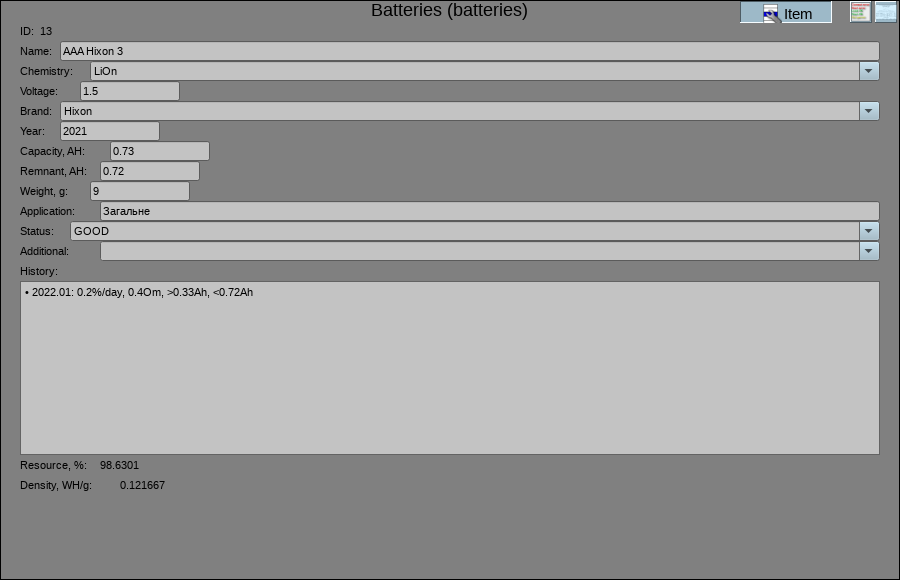 Batteries (batteries)
Item
ID: 13
Name: AAA Hixon 3
Chemistry: LiOn
Voltage: 1.5
Brand: Hixon
Year: 2021
Capacity, AH: 0.73
Remnant, AH: 0.72
Weight, g: 9
Application: Загальне
Status: GOOD
Additional:
History:
• 2022.01: 0.2%/day, 0.4Om, >0.33Ah, <0.72Ah
Resource, %: 98.6301
Density, WH/g: 0.121667